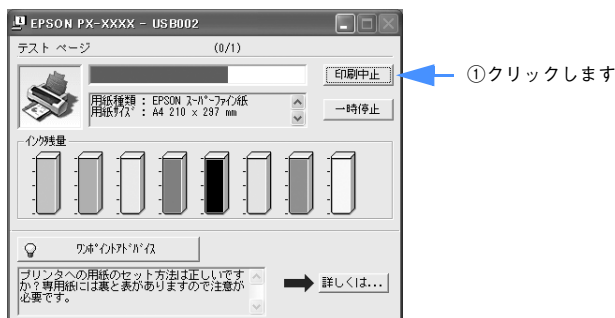 EPSON PX-XXXX - USB002
テスト ページ (0/1)
印刷中止
①クリックします
用紙種類 : EPSON スーパーファイン紙
用紙サイズ : A4 210 x 297 mm
一時停止
インク残量
ワンポイントアドバイス
プリンタへの用紙のセット方法は正しいです
か？専用紙には裏と表がありますので注意が
必要です。
詳しくは...